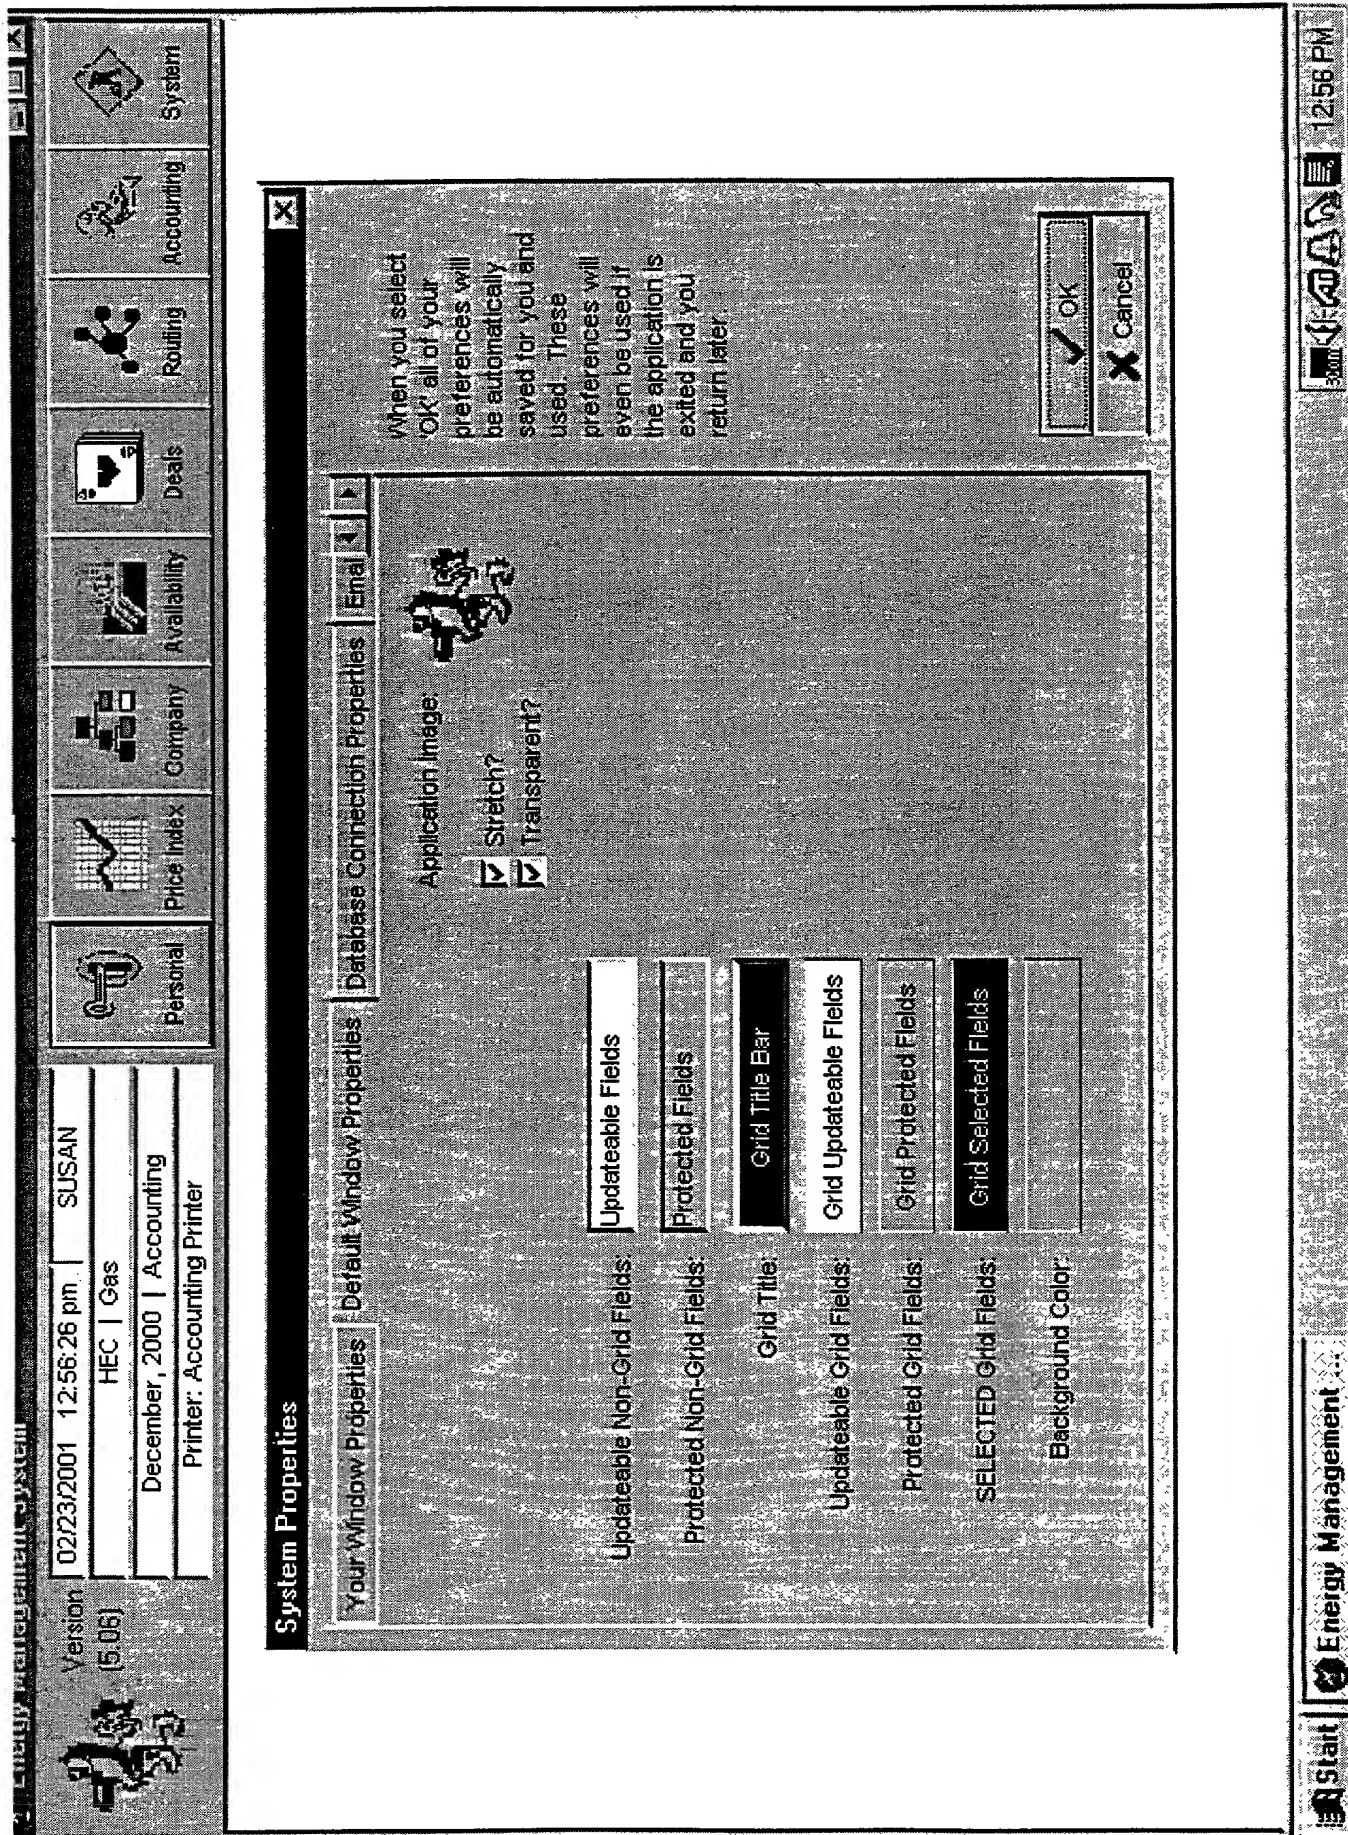 Energy Management System
Version
(5.06)
02/23/2001 12:56:26 pm | SUSAN
HEC | Gas
December, 2000 | Accounting
Printer: Accounting Printer
Personal
Price Index
Company
Availability
Deals
Routing
Accounting
System
System Properties
Your Window Properties
Default Window Properties
Database Connection Properties
Emai
Application Image:
Stretch?
Transparent?
Updateable Non-Grid Fields:
Updateable Fields
Protected Non-Grid Fields:
Protected Fields
Grid Title:
Grid Title Bar
Updateable Grid Fields:
Grid Updateable Fields
Protected Grid Fields:
Grid Protected Fields
SELECTED Grid Fields:
Grid Selected Fields
Background Color:
When you select
'OK' all of your
preferences will
be automatically
saved for you and
used. These
preferences will
even be used if
the application is
exited and you
return later.
OK
Cancel
Start
Energy Management ...
12:56 PM